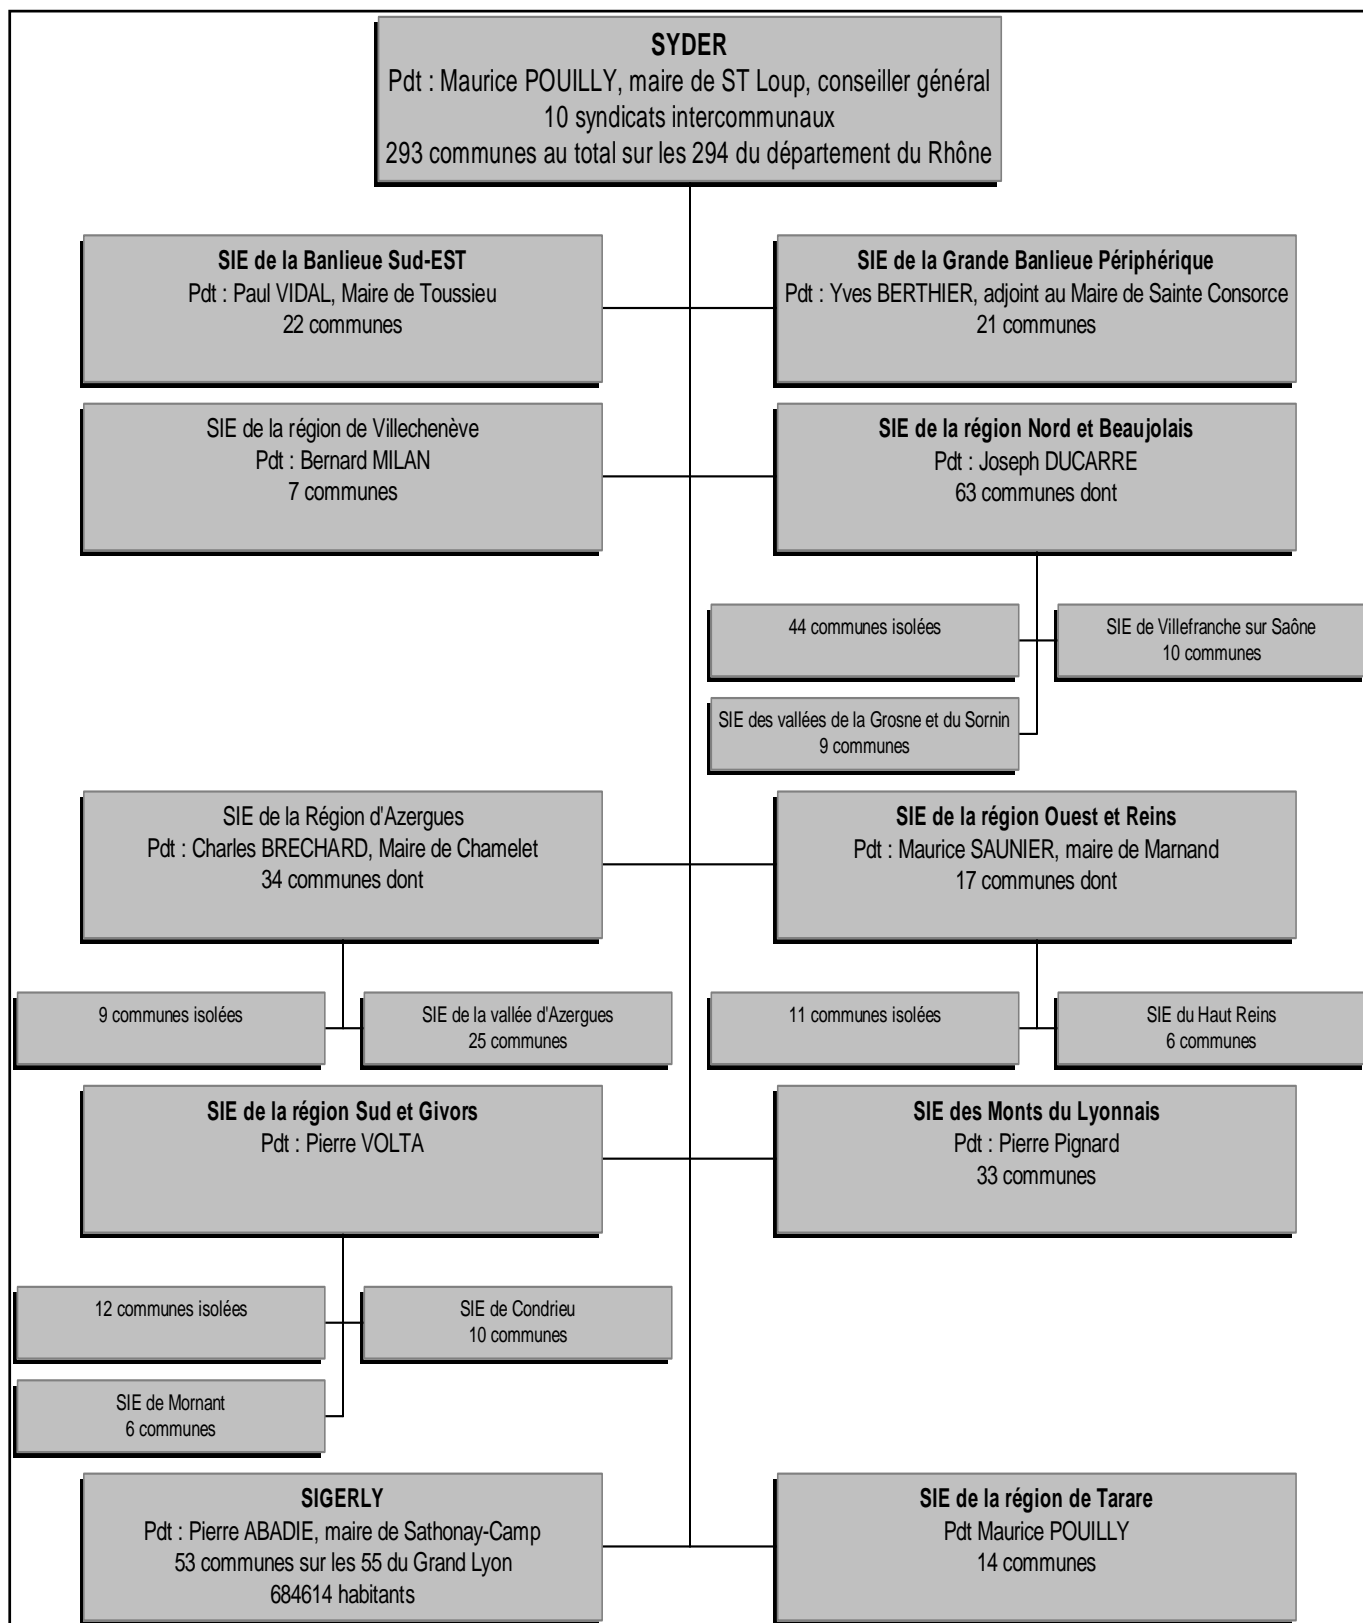 SYDER
Pdt : Maurice POUILLY, maire de ST Loup, conseiller général
10 syndicats intercommunaux
293 communes au total sur les 294 du département du Rhône
SIE de la Banlieue Sud-EST
Pdt : Paul VIDAL, Maire de Toussieu
22 communes
SIE de la Grande Banlieue Périphérique
Pdt : Yves BERTHIER, adjoint au Maire de Sainte Consorce
21 communes
SIE de la région de Villechenève
Pdt : Bernard MILAN
7 communes
SIE de la région Nord et Beaujolais
Pdt : Joseph DUCARRE
63 communes dont
44 communes isolées
SIE de Villefranche sur Saône
10 communes
SIE des vallées de la Grosne et du Sornin
9 communes
SIE de la Région d'Azergues
Pdt : Charles BRECHARD, Maire de Chamelet
34 communes dont
SIE de la région Ouest et Reins
Pdt : Maurice SAUNIER, maire de Marnand
17 communes dont
9 communes isolées
SIE de la vallée d'Azergues
25 communes
11 communes isolées
SIE du Haut Reins
6 communes
SIE de la région Sud et Givors
Pdt : Pierre VOLTA
SIE des Monts du Lyonnais
Pdt : Pierre Pignard
33 communes
12 communes isolées
SIE de Condrieu
10 communes
SIE de Mornant
6 communes
SIGERLY
Pdt : Pierre ABADIE, maire de Sathonay-Camp
53 communes sur les 55 du Grand Lyon
684614 habitants
SIE de la région de Tarare
Pdt Maurice POUILLY
14 communes